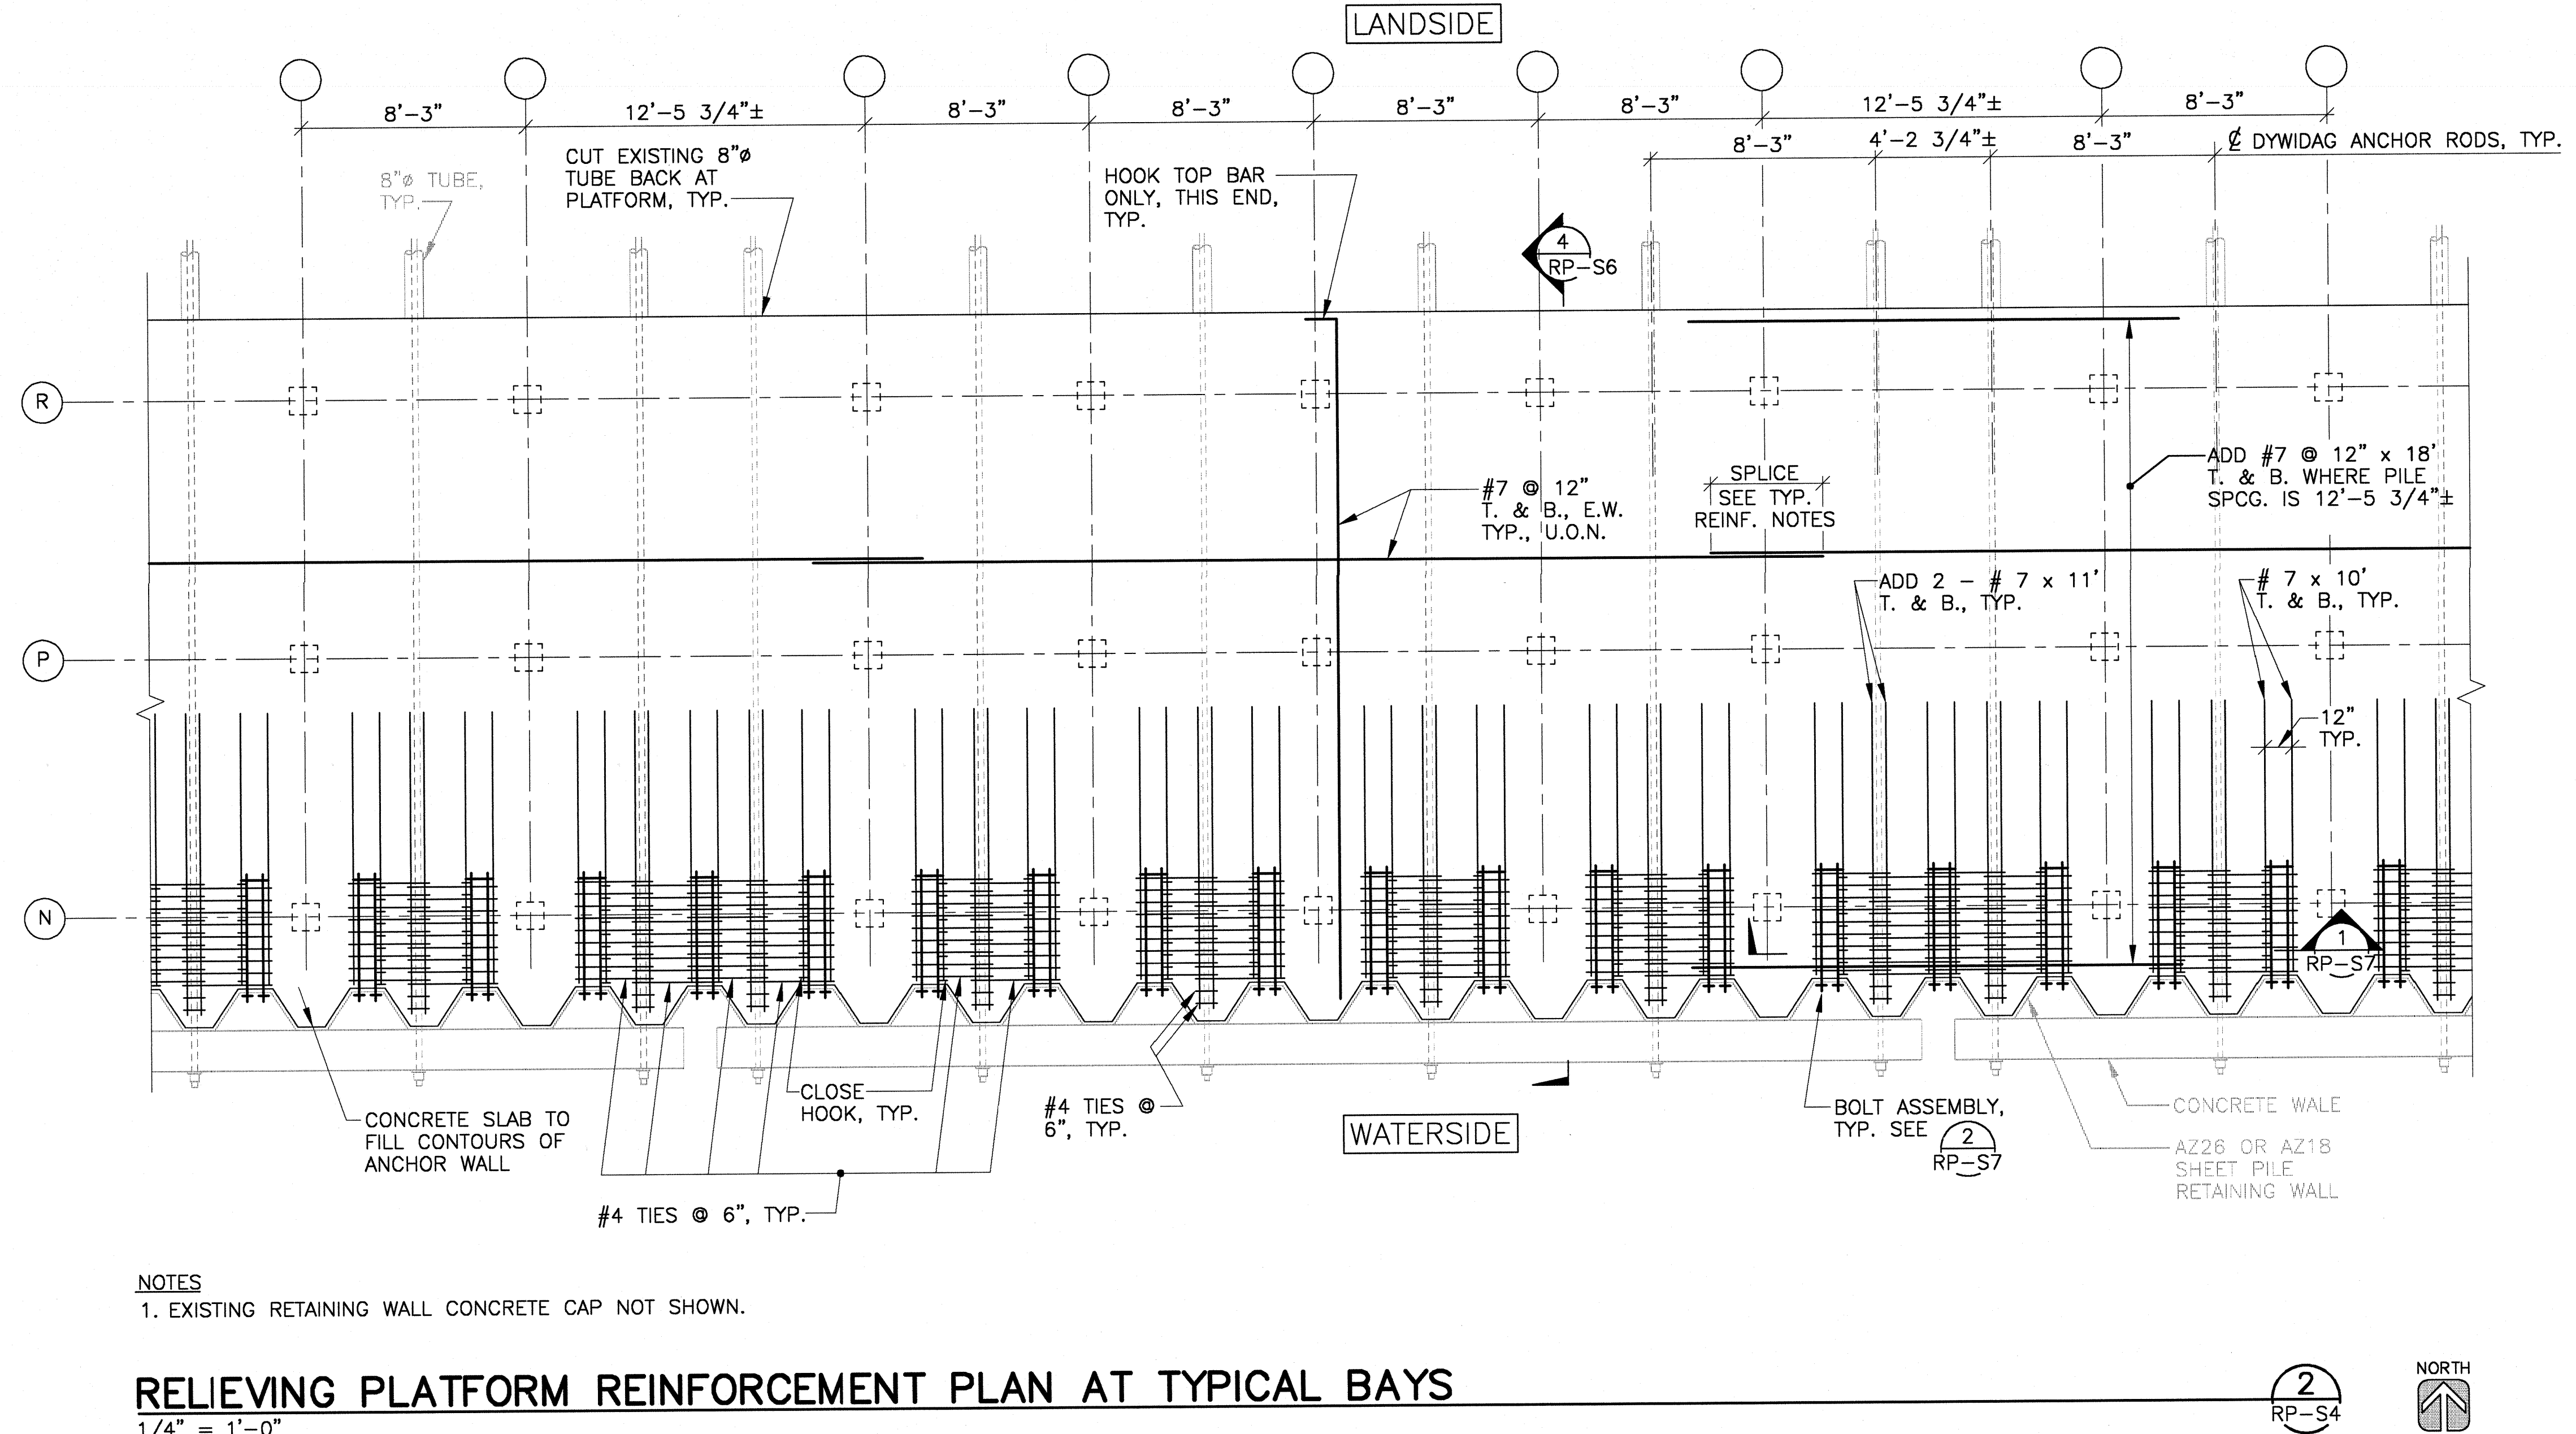 LANDSIDE
8'-3"
12'-5 3/4"±
8'-3"
8'-3"
8'-3"
8'-3"
12'-5 3/4"±
8'-3"
8'-3"
4'-2 3/4"±
8'-3"
℄ DYWIDAG ANCHOR RODS, TYP.
8"ø TUBE,
TYP.
CUT EXISTING 8"ø
TUBE BACK AT
PLATFORM, TYP.
HOOK TOP BAR
ONLY, THIS END,
TYP.
4
RP-S6
R
#7 @ 12"
T. & B., E.W.
TYP., U.O.N.
SPLICE
SEE TYP.
REINF. NOTES
ADD #7 @ 12" x 18'
T. & B. WHERE PILE
SPCG. IS 12'-5 3/4"±
ADD 2 - # 7 x 11'
T. & B., TYP.
# 7 x 10'
T. & B., TYP.
P
12"
TYP.
N
1
RP-S7
CONCRETE SLAB TO
FILL CONTOURS OF
ANCHOR WALL
CLOSE
HOOK, TYP.
#4 TIES @
6", TYP.
#4 TIES @ 6", TYP.
WATERSIDE
BOLT ASSEMBLY,
TYP. SEE
2
RP-S7
CONCRETE WALE
AZ26 OR AZ18
SHEET PILE
RETAINING WALL
NOTES
1. EXISTING RETAINING WALL CONCRETE CAP NOT SHOWN.
RELIEVING PLATFORM REINFORCEMENT PLAN AT TYPICAL BAYS
1/4" = 1'-0"
2
RP-S4
NORTH